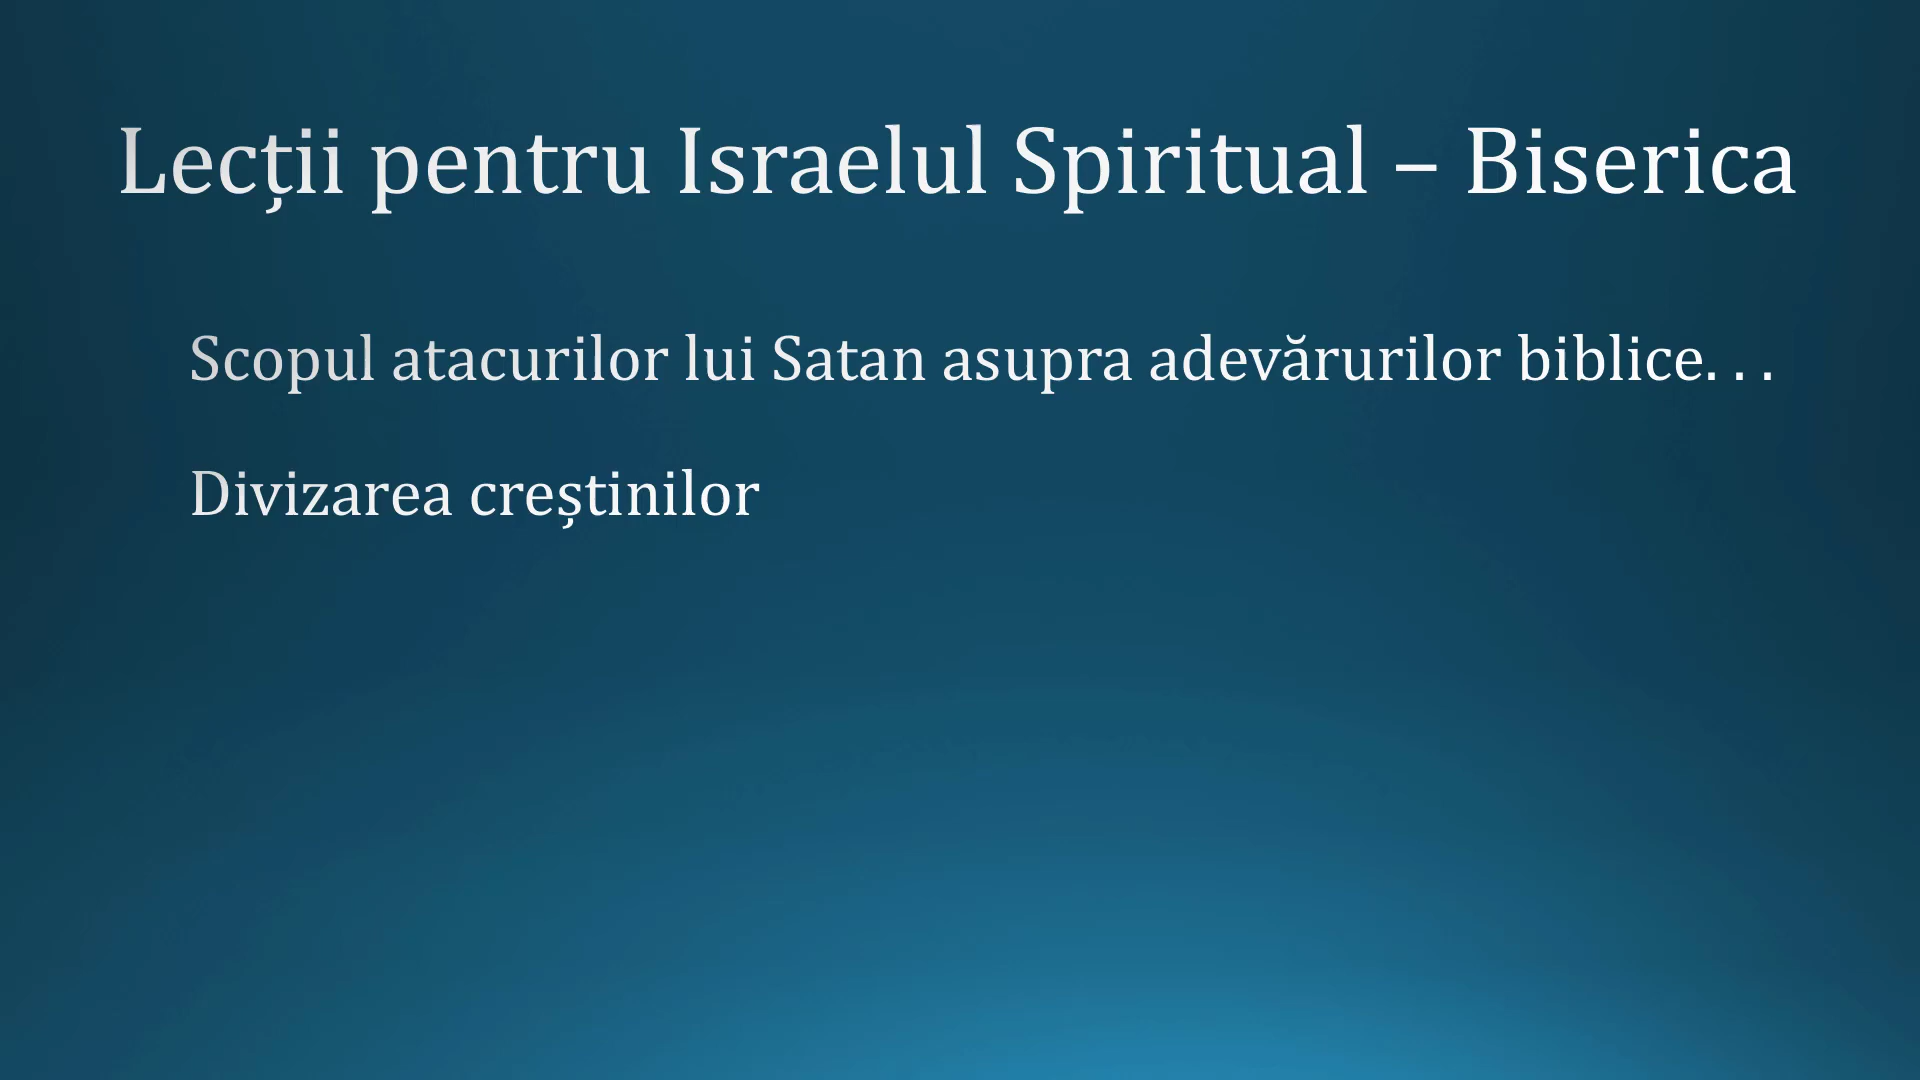 Lecții pentru Israelul Spiritual – Biserica
Scopul atacurilor lui Satan asupra adevărurilor biblice. . .
Divizarea creștinilor